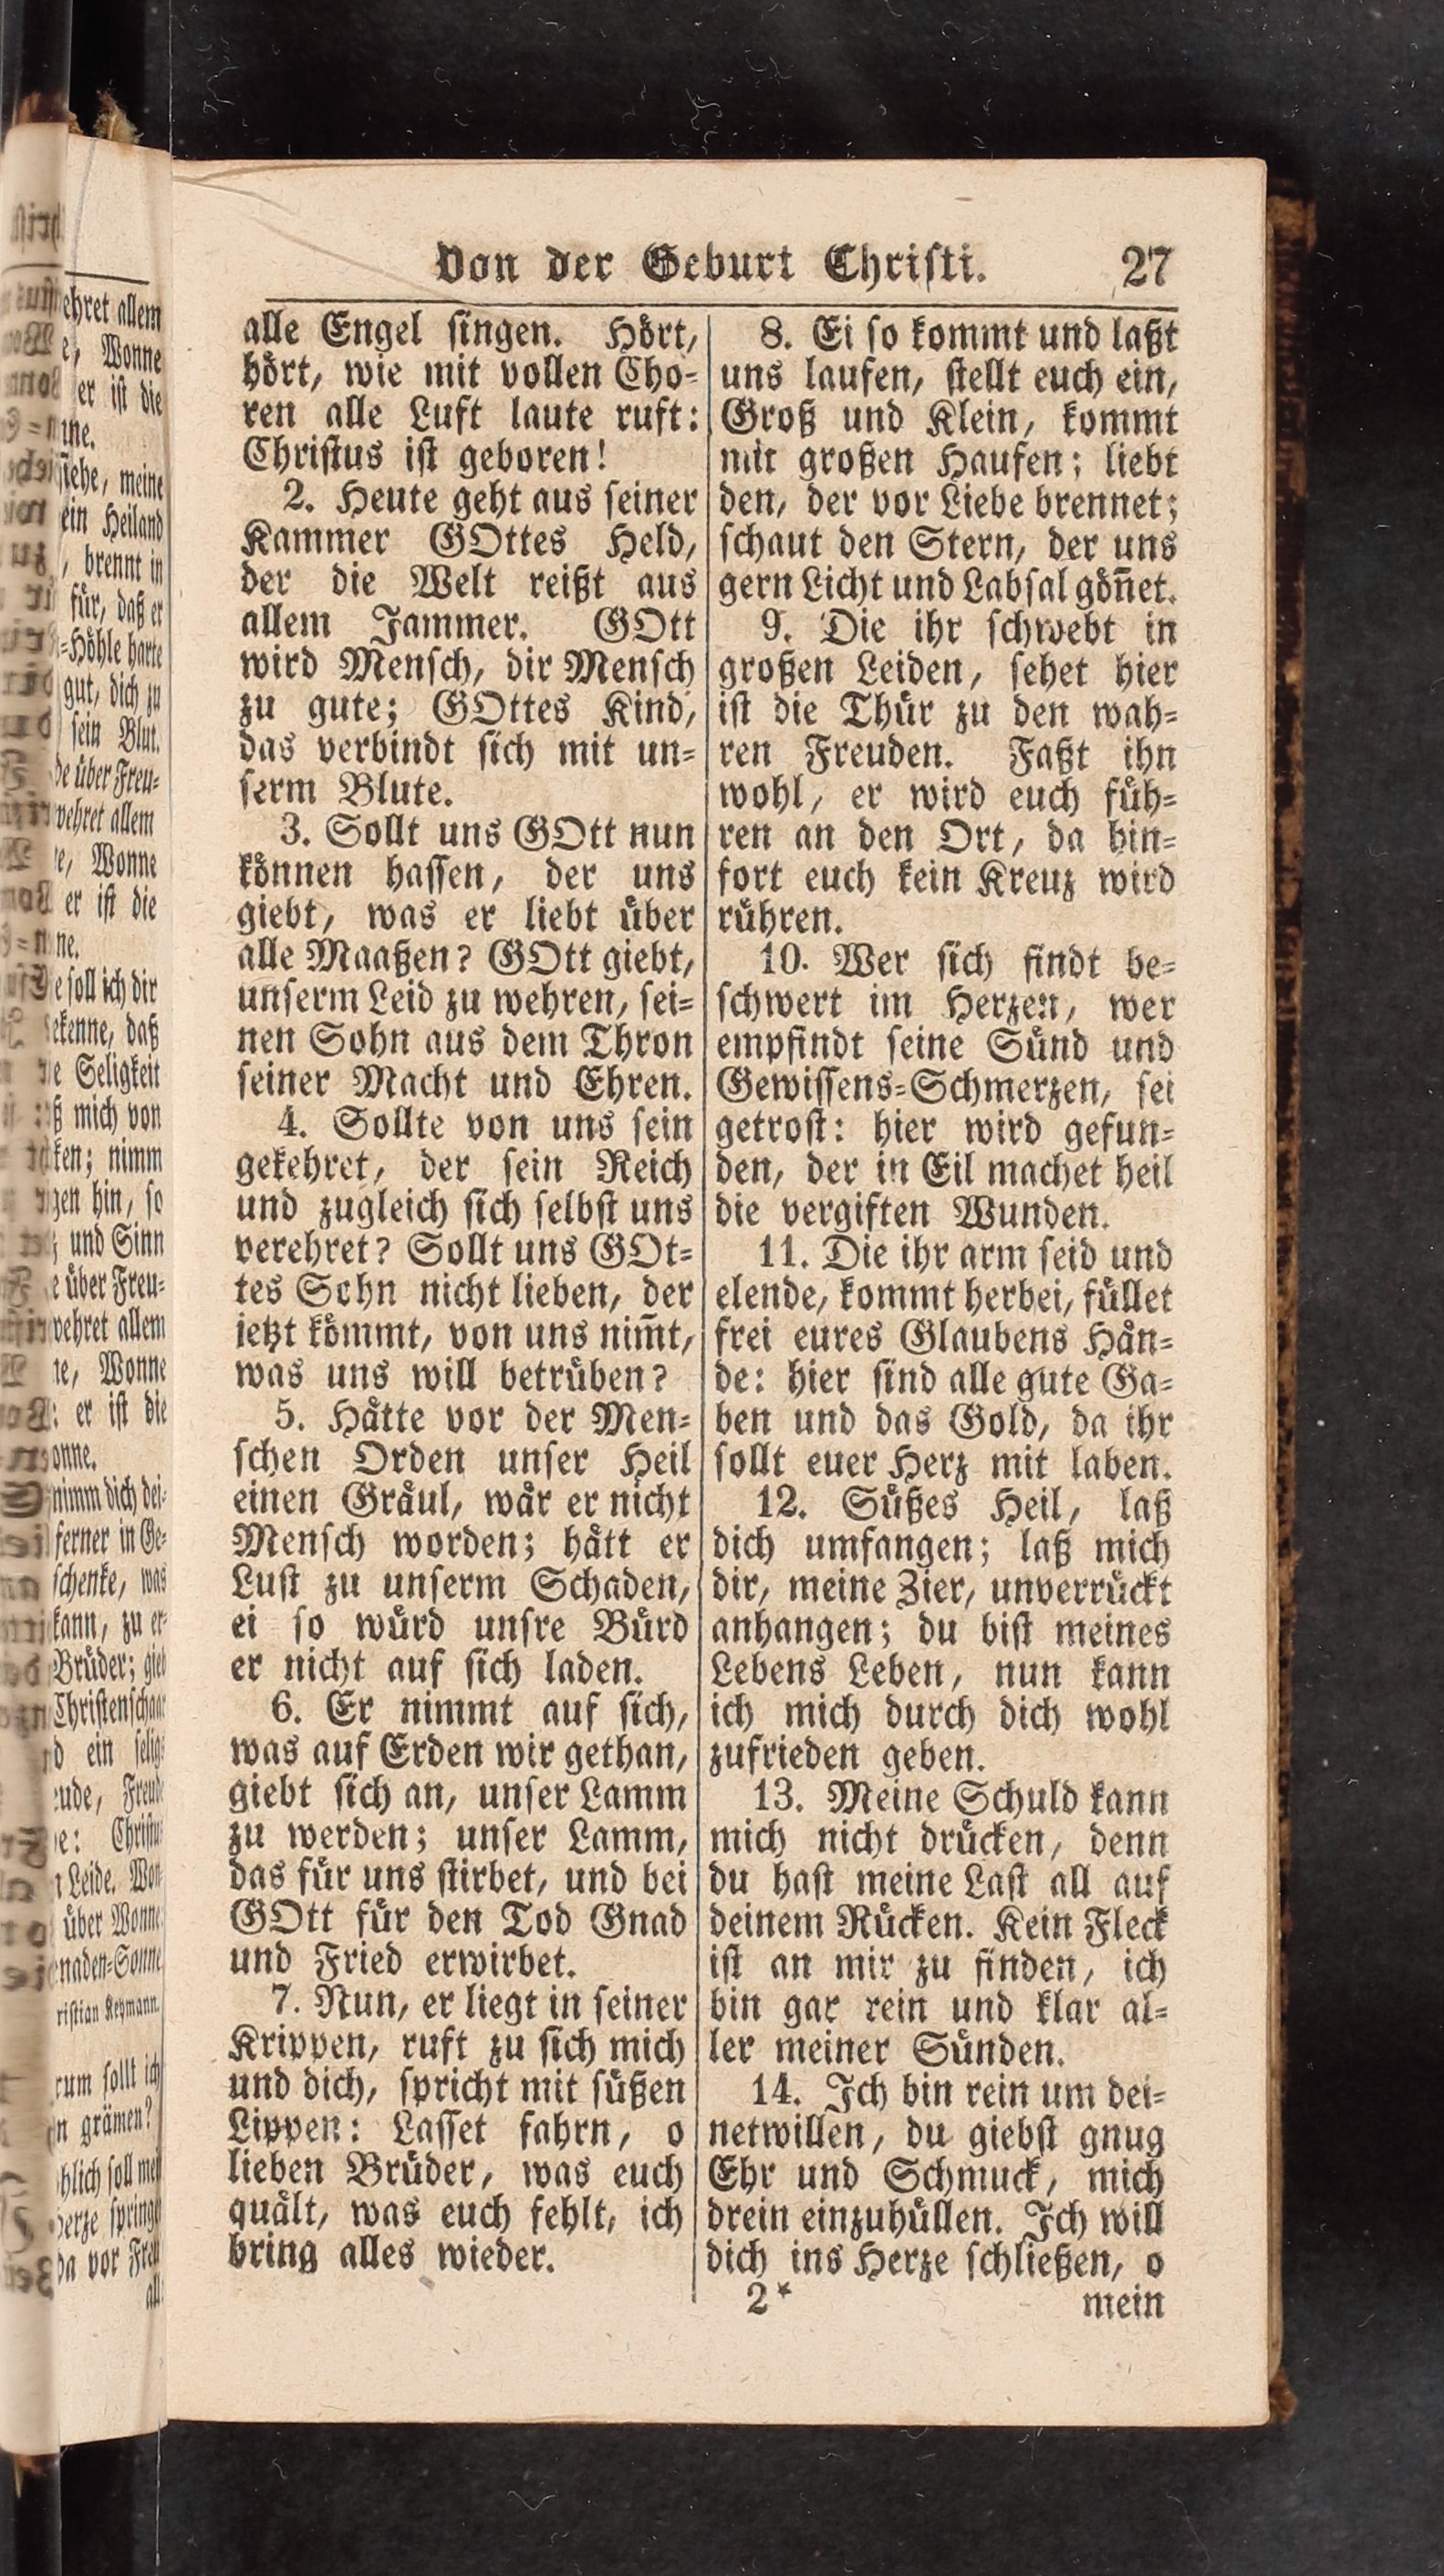 Von der Geburt Christi. 27
alle Engel singen. Hört,
hört, wie mit vollen Cho-
ren alle Luft laute ruft:
Christus ist geboren!
2. Heute geht aus seiner
Kammer GOttes Held,
der die Welt reißt aus
allem Jammer. GOtt
wird Mensch, dir Mensch
zu gute; GOttes Kind,
das verbindt sich mit un-
serm Blute.
3. Sollt uns GOtt nun
können hassen, der uns
giebt, was er liebt über
alle Maaßen? GOtt giebt,
unserm Leid zu wehren, sei-
nen Sohn aus dem Thron
seiner Macht und Ehren.
4. Sollte von uns sein
gekehret, der sein Reich
und zugleich sich selbst uns
verehret? Sollt uns GOt-
tes Sohn nicht lieben, der
jetzt kömmt, von uns nim̄t,
was uns will betrüben?
5. Hätte vor der Men-
schen Orden unser Heil
einen Gräul, wär er nicht
Mensch worden; hätt er
Lust zu unserm Schaden,
ei so würd unsre Bürd
er nicht auf sich laden.
6. Er nimmt auf sich,
was auf Erden wir gethan,
giebt sich an, unser Lamm
zu werden; unser Lamm,
das für uns stirbet, und bei
GOtt für den Tod Gnad
und Fried erwirbet.
7. Nun, er liegt in seiner
Krippen, ruft zu sich mich
und dich, spricht mit süßen
Lippen: Lasset fahrn, o
lieben Brüder, was euch
quält, was euch fehlt, ich
bring alles wieder.
8. Ei so kommt und laßt
uns laufen, stellt euch ein,
Groß und Klein, kommt
mit großen Haufen; liebt
den, der vor Liebe brennet;
schaut den Stern, der uns
gern Licht und Labsal gön̄et.
9. Die ihr schwebt in
großen Leiden, sehet hier
ist die Thür zu den wah-
ren Freuden. Faßt ihn
wohl, er wird euch füh-
ren an den Ort, da hin-
fort euch kein Kreuz wird
rühren.
10. Wer sich findt be-
schwert im Herzen, wer
empfindt seine Sünd und
Gewissens-Schmerzen, sei
getrost: hier wird gefun-
den, der in Eil machet heil
die vergiften Wunden.
11. Die ihr arm seid und
elende, kommt herbei, füllet
frei eures Glaubens Hän-
de: hier sind alle gute Ga-
ben und das Gold, da ihr
sollt euer Herz mit laben.
12. Süßes Heil, laß
dich umfangen; laß mich
dir, meine Zier, unverrückt
anhangen; du bist meines
Lebens Leben, nun kann
ich mich durch dich wohl
zufrieden geben.
13. Meine Schuld kann
mich nicht drücken, denn
du hast meine Last all auf
deinem Rücken. Kein Fleck
ist an mir zu finden, ich
bin gar rein und klar al-
ler meiner Sünden.
14. Ich bin rein um dei-
netwillen, du giebst gnug
Ehr und Schmuck, mich
drein einzuhüllen. Ich will
dich ins Herze schließen, o
2* mein